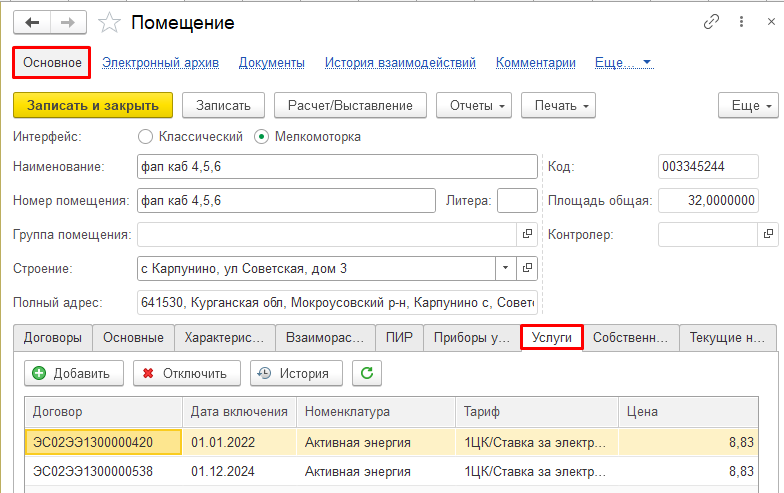 Помещение
Основное Электронный архив Документы История взаимодействий Комментарии Еще...
Записать и закрыть Записать Расчет/Выставление Отчеты Печать Еще
Интерфейс: Классический Мелкомоторка
Наименование: фап каб 4,5,6 Код: 003345244
Номер помещения: фап каб 4,5,6 Литера: Площадь общая: 32,0000000
Группа помещения: Контролер:
Строение: с Карпунино, ул Советская, дом 3
Полный адрес: 641530, Курганская обл, Мокроусовский р-н, Карпунино с, Советс
Договоры Основные Характерис... Взаиморас... ПИР Приборы у... Услуги Собственн... Текущие н...
Добавить Отключить История
Договор Дата включения Номенклатура Тариф Цена
ЭС02ЭЭ1300000420 01.01.2022 Активная энергия 1ЦК/Ставка за электр... 8,83
ЭС02ЭЭ1300000538 01.12.2024 Активная энергия 1ЦК/Ставка за электр... 8,83